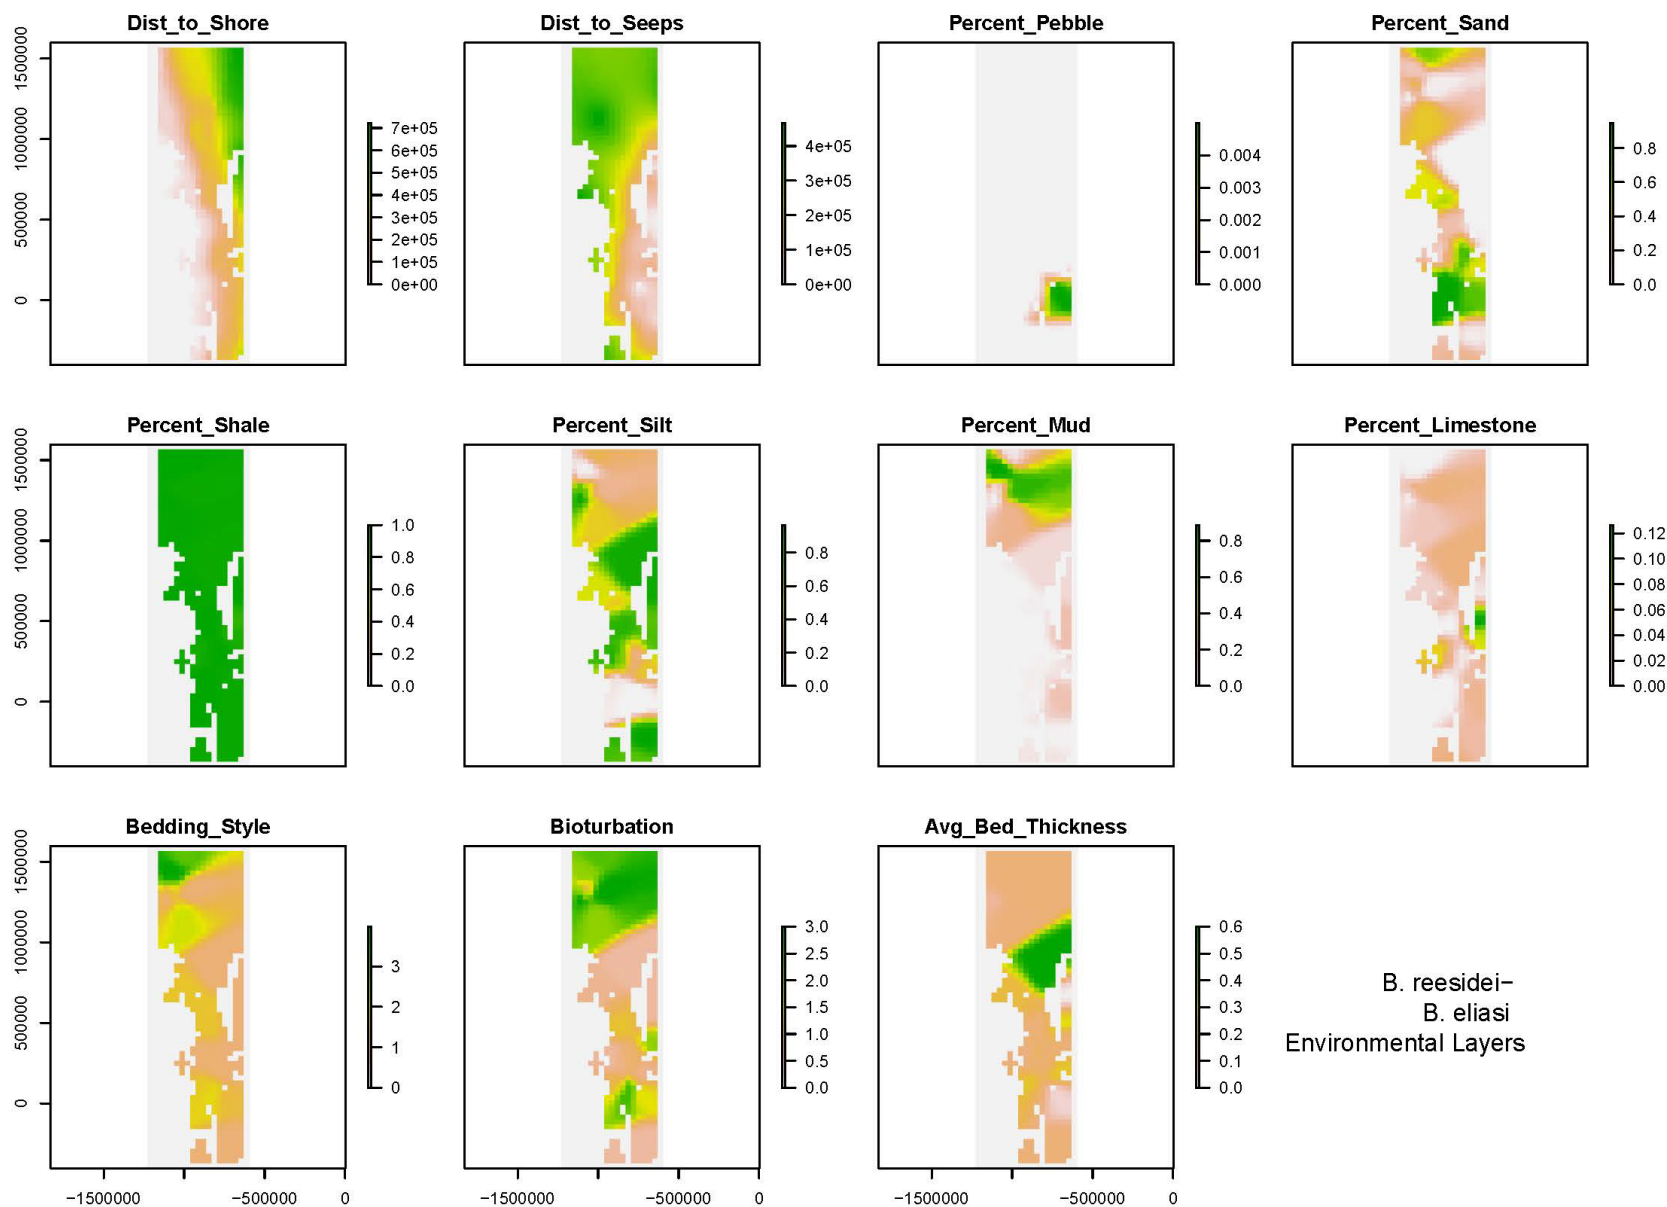 Dist_to_Shore
Dist_to_Seeps
Percent_Pebble
Percent_Sand
1500000
1000000
500000
0
7e+05
6e+05
5e+05
4e+05
3e+05
2e+05
1e+05
0e+00
4e+05
3e+05
2e+05
1e+05
0e+00
0.004
0.003
0.002
0.001
0.000
0.8
0.6
0.4
0.2
0.0
Percent_Shale
Percent_Silt
Percent_Mud
Percent_Limestone
1500000
1000000
500000
0
1.0
0.8
0.6
0.4
0.2
0.0
0.8
0.6
0.4
0.2
0.0
0.8
0.6
0.4
0.2
0.0
0.12
0.10
0.08
0.06
0.04
0.02
0.00
Bedding_Style
Bioturbation
Avg_Bed_Thickness
1500000
1000000
500000
0
3
2
1
0
3.0
2.5
2.0
1.5
1.0
0.5
0.0
0.6
0.5
0.4
0.3
0.2
0.1
0.0
B. reesidei−
B. eliasi
Environmental Layers
−1500000 −500000 0
−1500000 −500000 0
−1500000 −500000 0